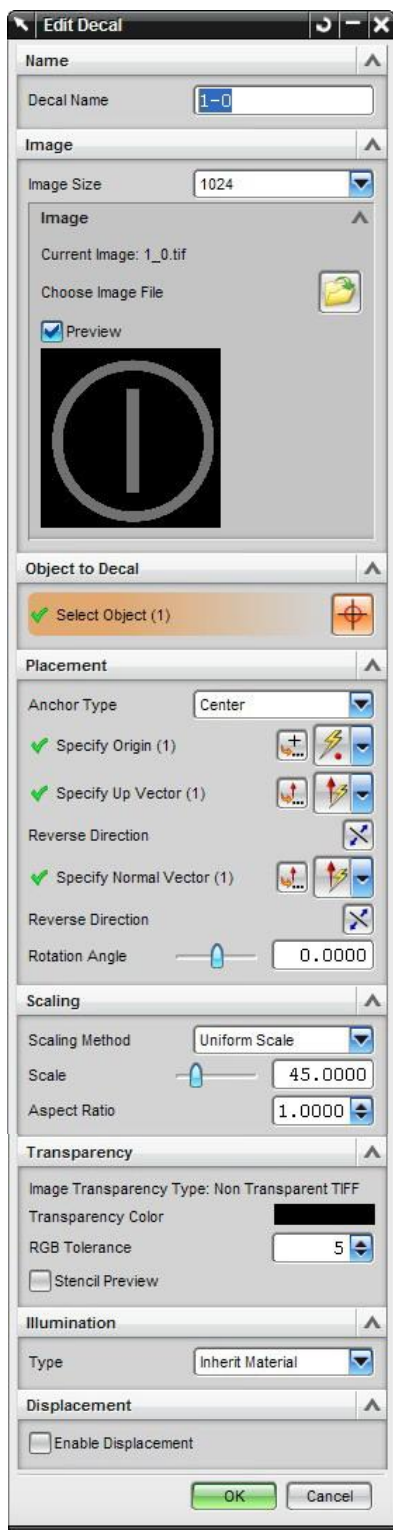 Edit Decal
Name
Decal Name 1-0
Image
Image Size 1024
Image
Current Image: 1_0.tif
Choose Image File
Preview
Object to Decal
Select Object (1)
Placement
Anchor Type Center
Specify Origin (1)
Specify Up Vector (1)
Reverse Direction
Specify Normal Vector (1)
Reverse Direction
Rotation Angle 0.0000
Scaling
Scaling Method Uniform Scale
Scale 45.0000
Aspect Ratio 1.0000
Transparency
Image Transparency Type: Non Transparent TIFF
Transparency Color
RGB Tolerance 5
Stencil Preview
Illumination
Type Inherit Material
Displacement
Enable Displacement
OK Cancel